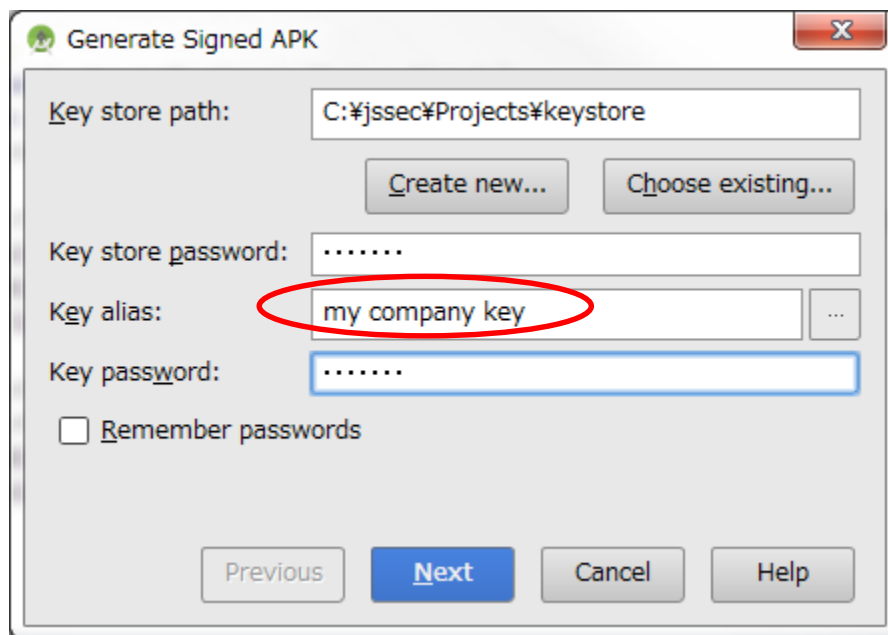 Generate Signed APK
Key store path: C:¥jssec¥Projects¥keystore
Create new... Choose existing...
Key store password: ·······
Key alias: my company key ...
Key password: ·······
Remember passwords
Previous Next Cancel Help